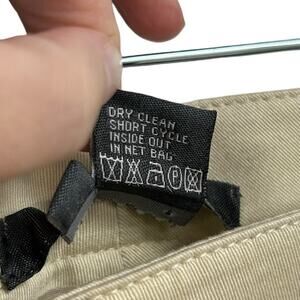 DRY CLEAN
SHORT CYCLE
INSIDE OUT
IN NET BAG
P